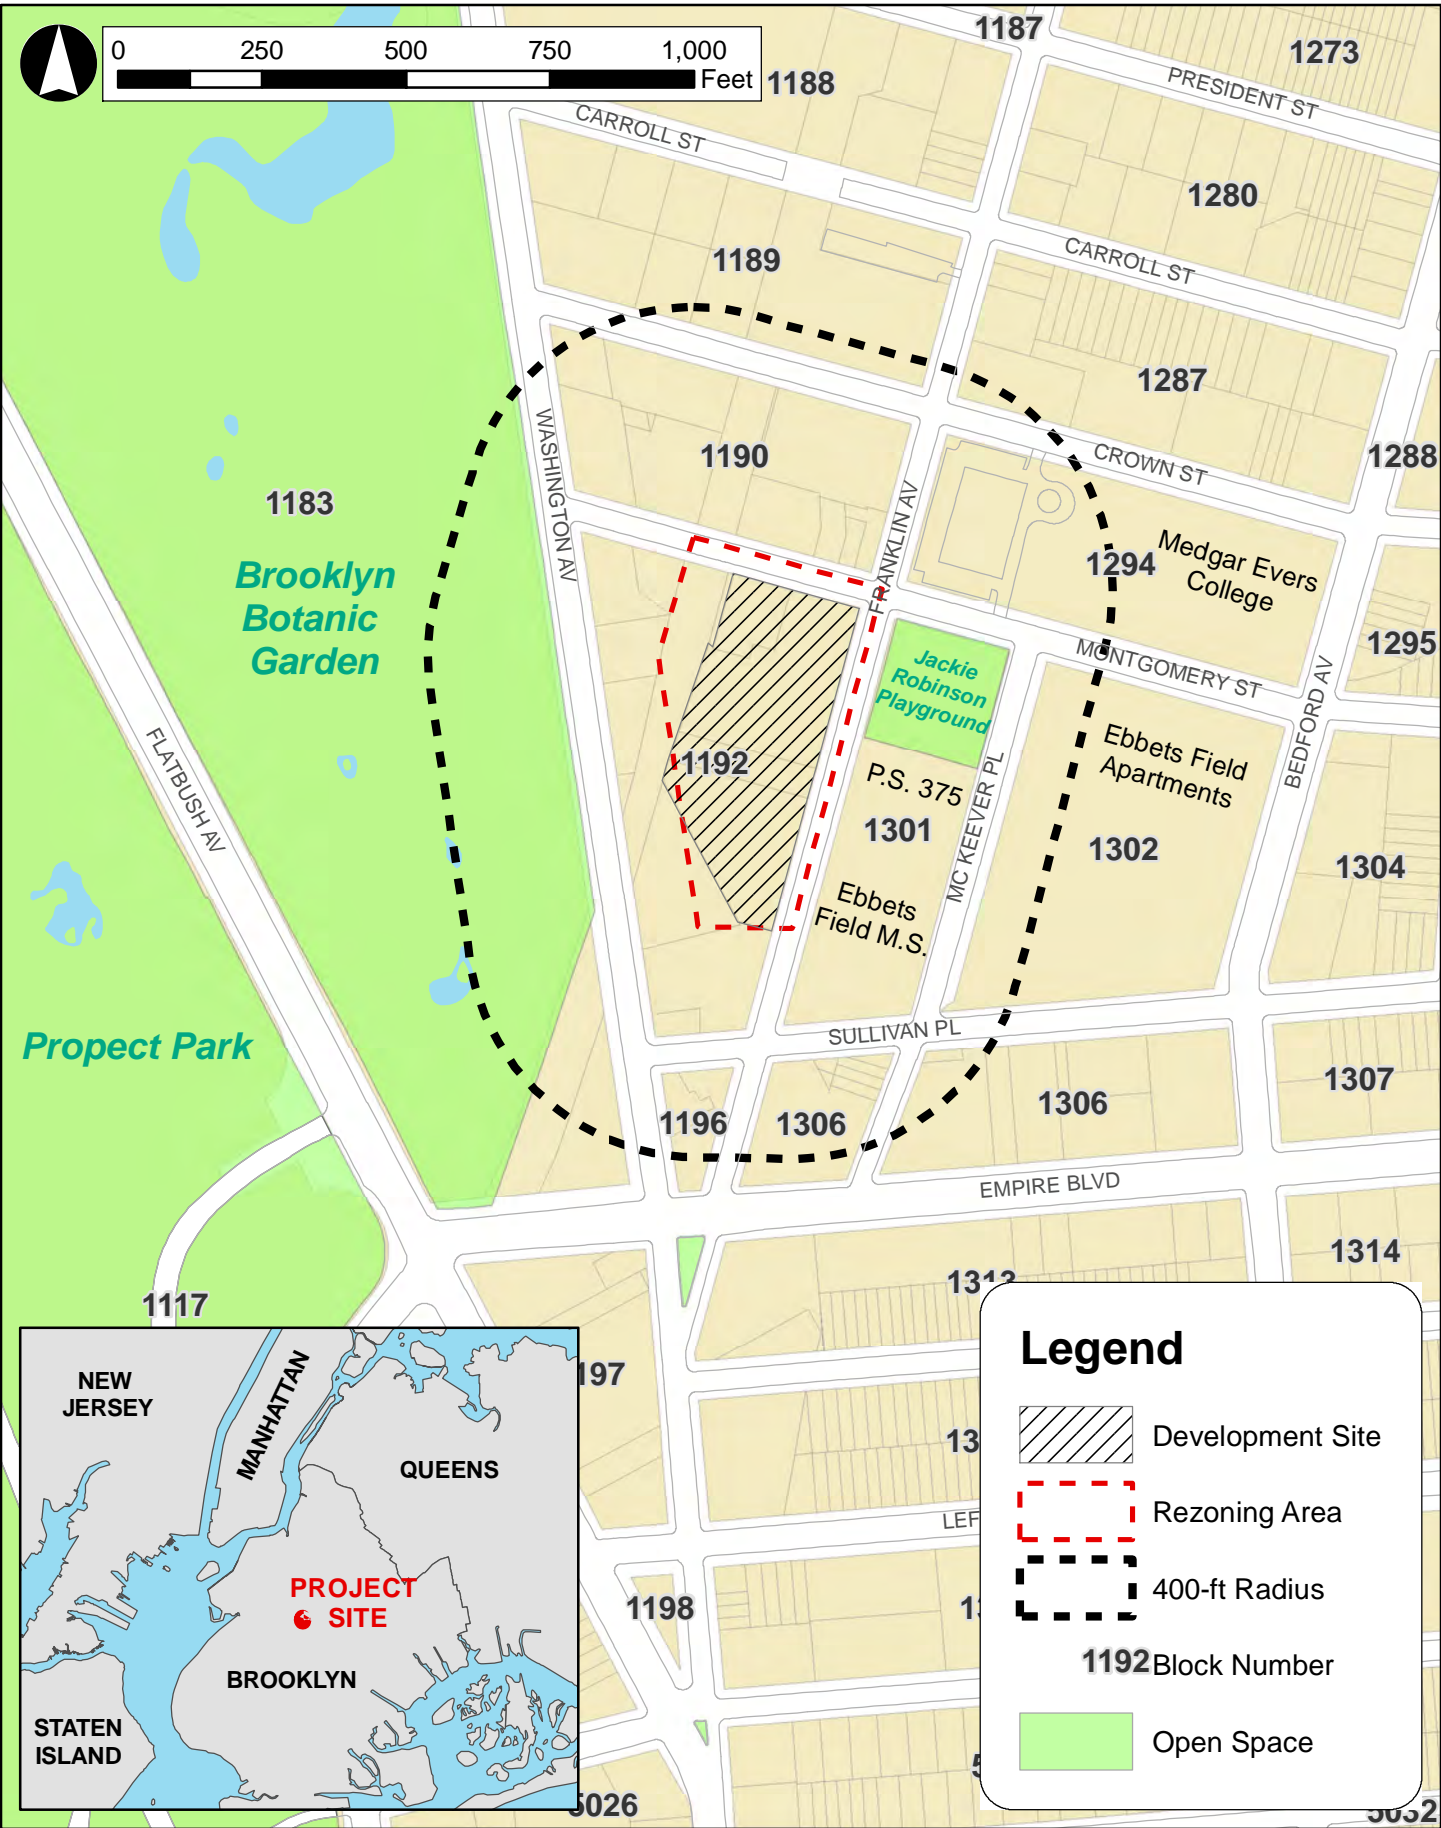 0 250 500 750 1,000
Feet
1187
1273
1188
PRESIDENT ST
CARROLL ST
1280
1189
CARROLL ST
1287
WASHINGTON AV
1190
CROWN ST
1288
1183
FRANKLIN AV
Medgar Evers
College
1294
Brooklyn
Botanic
Garden
1295
Jackie
Robinson
Playground
MONTGOMERY ST
BEDFORD AV
FLATBUSH AV
1192
P.S. 375
MC KEEVER PL
Ebbets Field
Apartments
1301
1302
1304
Ebbets
Field M.S.
Propect Park
SULLIVAN PL
1307
1196
1306
1306
EMPIRE BLVD
1314
1313
1117
197
13
LEF
1198
13
5026
5032
NEW
JERSEY
MANHATTAN
QUEENS
PROJECT
SITE
BROOKLYN
STATEN
ISLAND
Legend
Development Site
Rezoning Area
400-ft Radius
1192 Block Number
Open Space